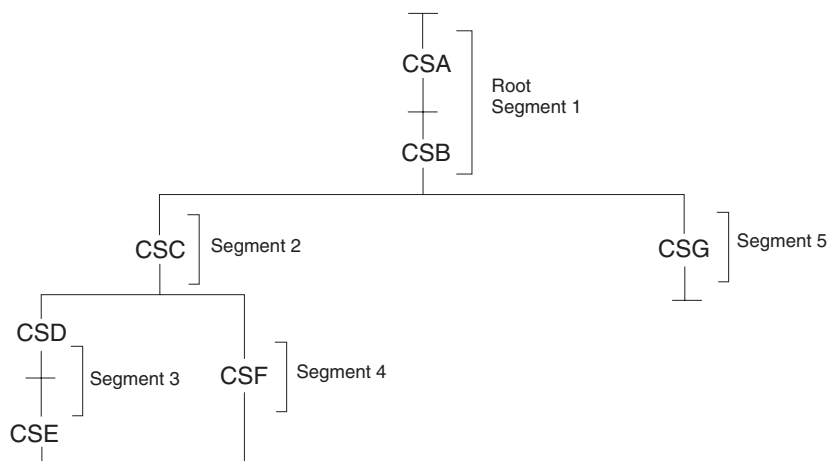 CSA
Root
Segment 1
CSB
CSC
Segment 2
CSG
Segment 5
CSD
Segment 3
CSF
Segment 4
CSE